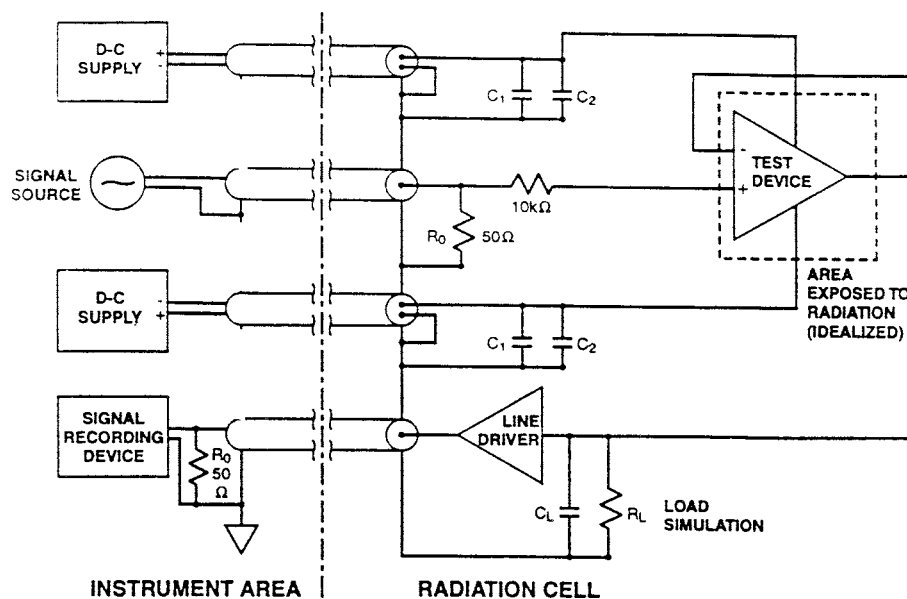 D-C
SUPPLY
+
-
C1
C2
SIGNAL
SOURCE
10kΩ
R0
50Ω
-
+
TEST
DEVICE
AREA
EXPOSED TO
RADIATION
(IDEALIZED)
D-C
SUPPLY
-
+
C1
C2
SIGNAL
RECORDING
DEVICE
R0
50
Ω
LINE
DRIVER
CL
RL
LOAD
SIMULATION
INSTRUMENT AREA
RADIATION CELL